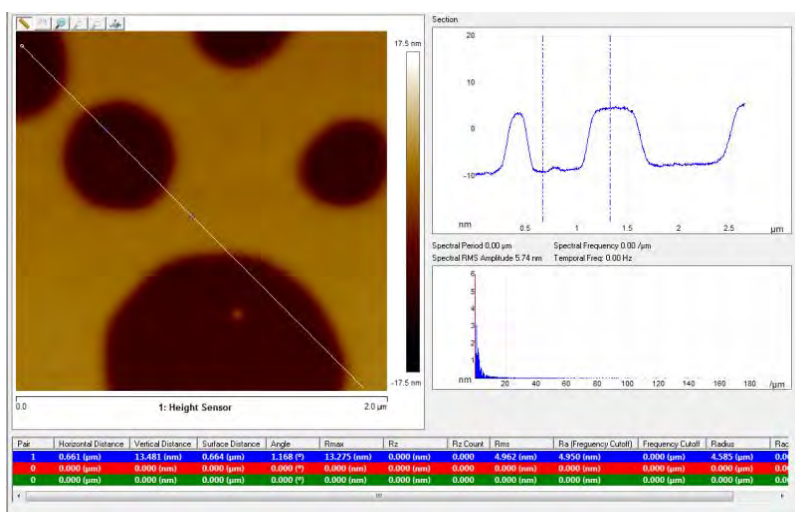 Section
17.5 nm
-17.5 nm
0.0
1: Height Sensor
2.0 µm
20
10
0
-10
nm
0.5
1
1.5
2
2.5
µm
Spectral Period 0.00 µm Spectral Frequency 0.00 /µm
Spectral RMS Amplitude 5.74 nm Temporal Freq: 0.00 Hz
6
5
4
3
2
1
nm
20
40
60
80
100
120
140
160
180
/µm
Pair Horizontal Distance Vertical Distance Surface Distance Angle Rmax Rz Rz Count Rms Ra (Freguency Cutoff) Frequency Cutoff Radius Rac
1 0.661 (µm) 13.481 (nm) 0.664 (µm) 1.168 (º) 13.275 (nm) 0.000 (nm) 0.000 4.962 (nm) 4.950 (nm) 0.000 (µm) 4.585 (µm) 0.0
0 0.000 (µm) 0.000 (nm) 0.000 (µm) 0.000 (º) 0.000 (nm) 0.000 (nm) 0.000 0.000 (nm) 0.000 (nm) 0.000 (µm) 0.000 (µm) 0.0
0 0.000 (µm) 0.000 (nm) 0.000 (µm) 0.000 (º) 0.000 (nm) 0.000 (nm) 0.000 0.000 (nm) 0.000 (nm) 0.000 (µm) 0.000 (µm) 0.0